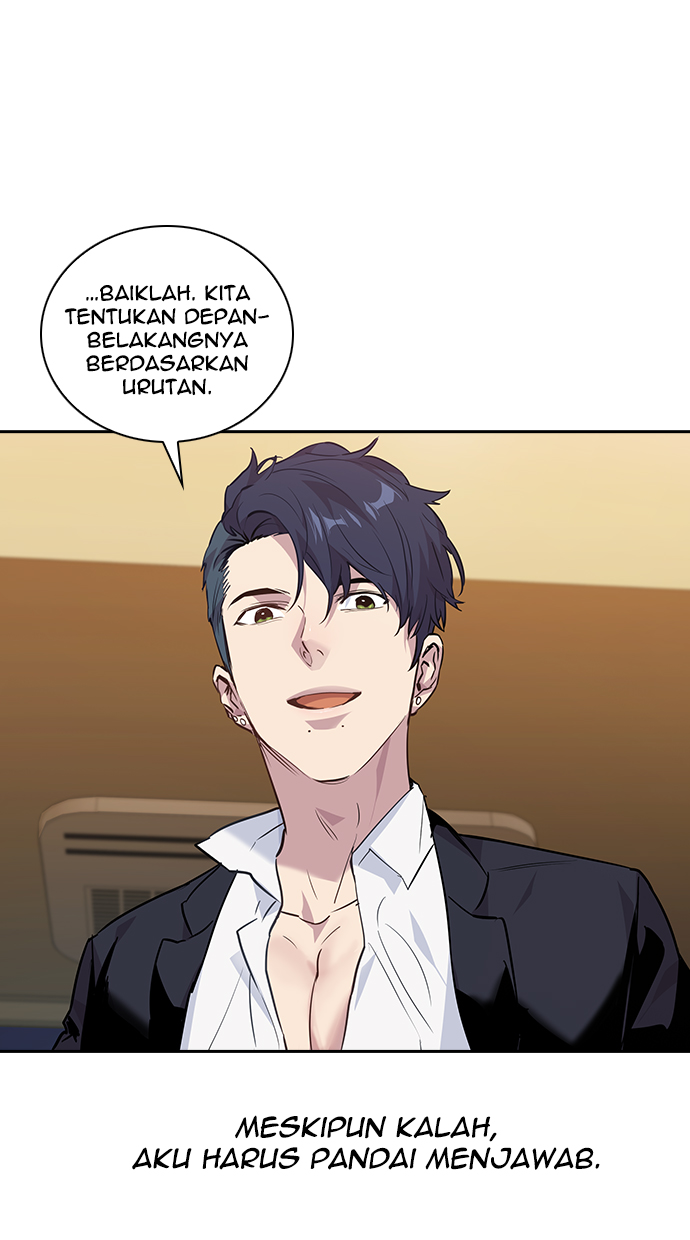 ...BAIKLAH. KITA
TENTUKAN DEPAN-
BELAKANGNYA
BERDASARKAN
URUTAN.
MESKIPUN KALAH,
AKU HARUS PANDAI MENJAWAB.